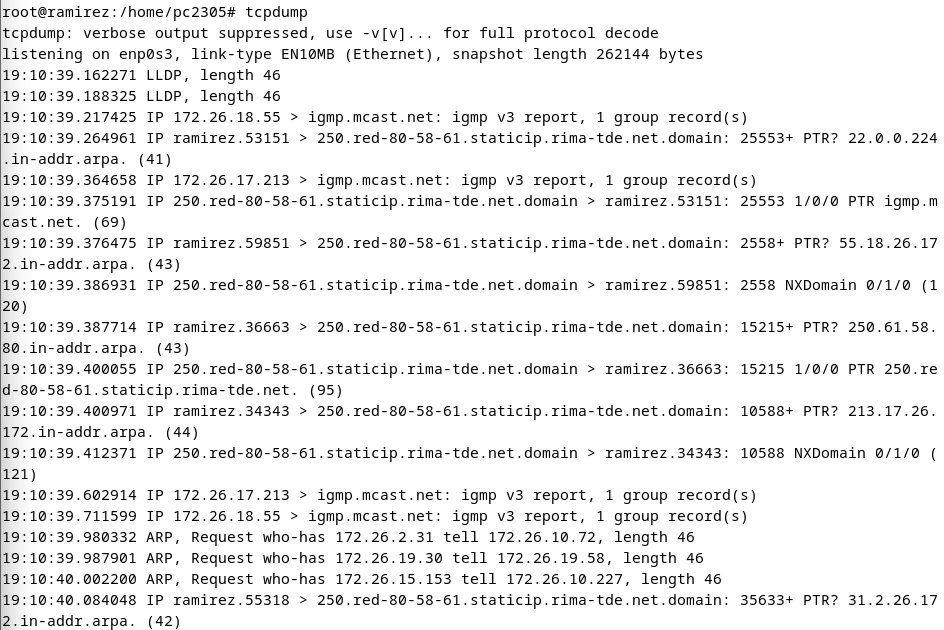 root@ramirez:/home/pc2305# tcpdump
tcpdump: verbose output suppressed, use -v[v]... for full protocol decode
listening on enp0s3, link-type EN10MB (Ethernet), snapshot length 262144 bytes
19:10:39.162271 LLDP, length 46
19:10:39.188325 LLDP, length 46
19:10:39.217425 IP 172.26.18.55 > igmp.mcast.net: igmp v3 report, 1 group record(s)
19:10:39.264961 IP ramirez.53151 > 250.red-80-58-61.staticip.rima-tde.net.domain: 25553+ PTR? 22.0.0.224
.in-addr.arpa. (41)
19:10:39.364658 IP 172.26.17.213 > igmp.mcast.net: igmp v3 report, 1 group record(s)
19:10:39.375191 IP 250.red-80-58-61.staticip.rima-tde.net.domain > ramirez.53151: 25553 1/0/0 PTR igmp.m
cast.net. (69)
19:10:39.376475 IP ramirez.59851 > 250.red-80-58-61.staticip.rima-tde.net.domain: 2558+ PTR? 55.18.26.17
2.in-addr.arpa. (43)
19:10:39.386931 IP 250.red-80-58-61.staticip.rima-tde.net.domain > ramirez.59851: 2558 NXDomain 0/1/0 (1
20)
19:10:39.387714 IP ramirez.36663 > 250.red-80-58-61.staticip.rima-tde.net.domain: 15215+ PTR? 250.61.58.
80.in-addr.arpa. (43)
19:10:39.400055 IP 250.red-80-58-61.staticip.rima-tde.net.domain > ramirez.36663: 15215 1/0/0 PTR 250.re
d-80-58-61.staticip.rima-tde.net. (95)
19:10:39.400971 IP ramirez.34343 > 250.red-80-58-61.staticip.rima-tde.net.domain: 10588+ PTR? 213.17.26.
172.in-addr.arpa. (44)
19:10:39.412371 IP 250.red-80-58-61.staticip.rima-tde.net.domain > ramirez.34343: 10588 NXDomain 0/1/0 (
121)
19:10:39.602914 IP 172.26.17.213 > igmp.mcast.net: igmp v3 report, 1 group record(s)
19:10:39.711599 IP 172.26.18.55 > igmp.mcast.net: igmp v3 report, 1 group record(s)
19:10:39.980332 ARP, Request who-has 172.26.2.31 tell 172.26.10.72, length 46
19:10:39.987901 ARP, Request who-has 172.26.19.30 tell 172.26.19.58, length 46
19:10:40.002200 ARP, Request who-has 172.26.15.153 tell 172.26.10.227, length 46
19:10:40.084048 IP ramirez.55318 > 250.red-80-58-61.staticip.rima-tde.net.domain: 35633+ PTR? 31.2.26.17
2.in-addr.arpa. (42)